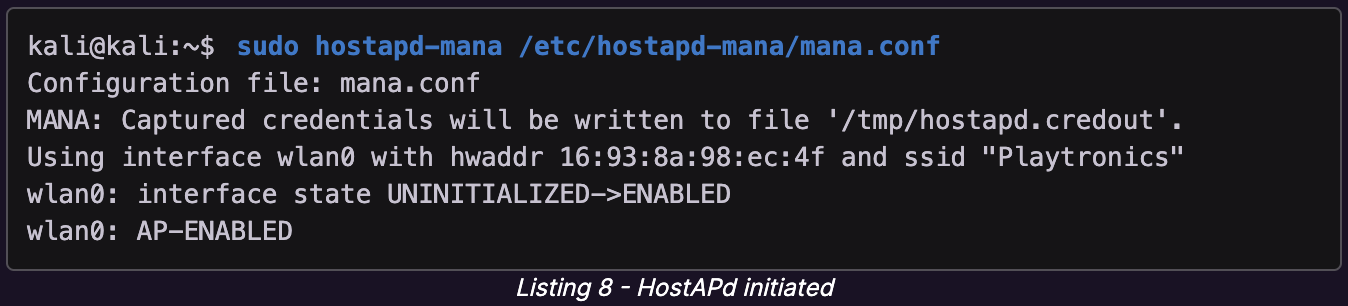 kali@kali:~$ sudo hostapd-mana /etc/hostapd-mana/mana.conf
Configuration file: mana.conf
MANA: Captured credentials will be written to file '/tmp/hostapd.credout'.
Using interface wlan0 with hwaddr 16:93:8a:98:ec:4f and ssid "Playtronics"
wlan0: interface state UNINITIALIZED->ENABLED
wlan0: AP-ENABLED
Listing 8 - HostAPd initiated